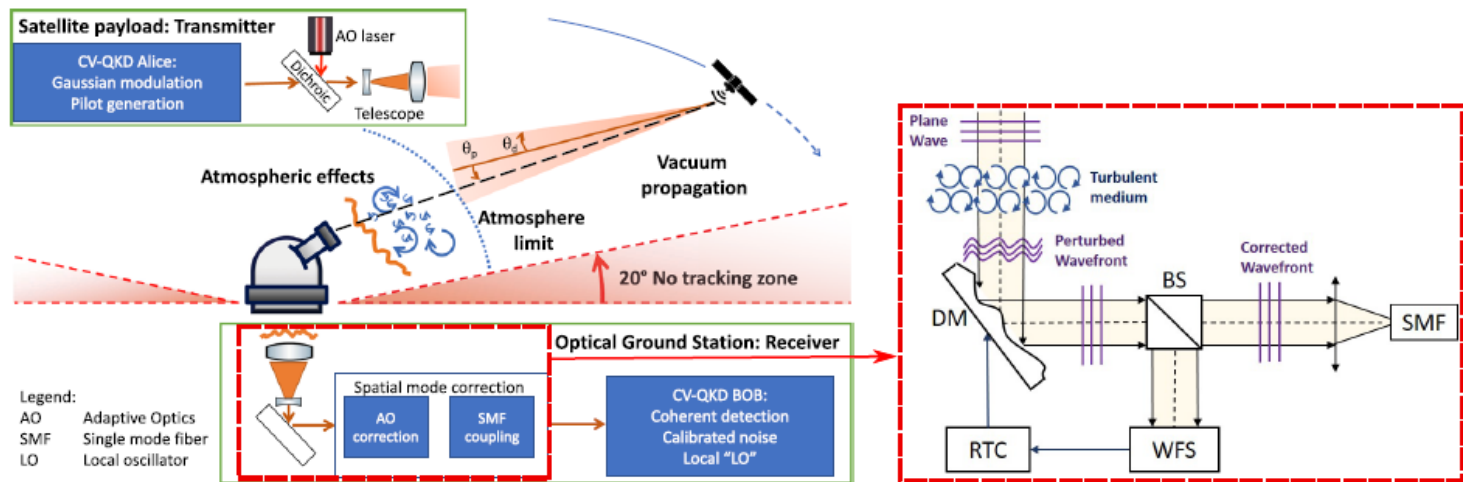 Satellite payload: Transmitter
AO laser
CV-QKD Alice:
Gaussian modulation
Pilot generation
Dichroic
Telescope
θp
θd
Atmospheric effects
Vacuum
propagation
Atmosphere
limit
20° No tracking zone
Optical Ground Station: Receiver
Spatial mode correction
AO
correction
SMF
coupling
CV-QKD BOB:
Coherent detection
Calibrated noise
Local “LO”
Legend:
AO Adaptive Optics
SMF Single mode fiber
LO Local oscillator
Plane
Wave
Turbulent
medium
Perturbed
Wavefront
Corrected
Wavefront
BS
DM
SMF
RTC
WFS